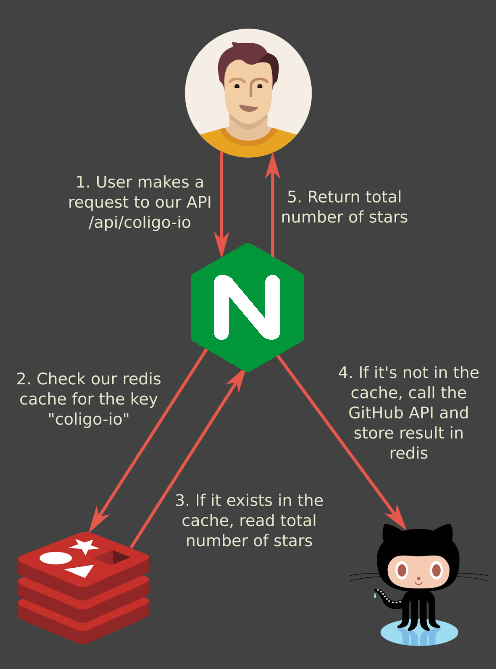 1. User makes a
request to our API
/api/coligo-io
5. Return total
number of stars
N
2. Check our redis
cache for the key
"coligo-io"
4. If it's not in the
cache, call the
GitHub API and
store result in
redis
3. If it exists in the
cache, read total
number of stars